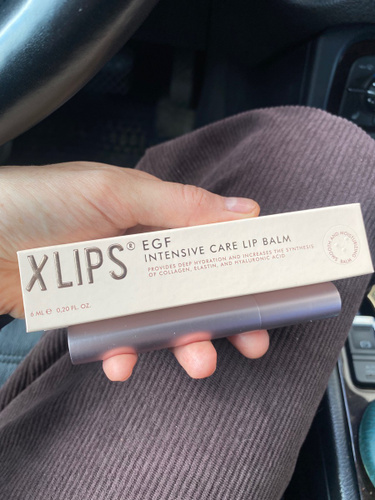 XLIPS®
EGF
INTENSIVE CARE LIP BALM
PROVIDES DEEP HYDRATION AND INCREASES THE SYNTHESIS
OF COLLAGEN, ELASTIN, AND HYALURONIC ACID
6 ML ℮ 0.20 FL. OZ.